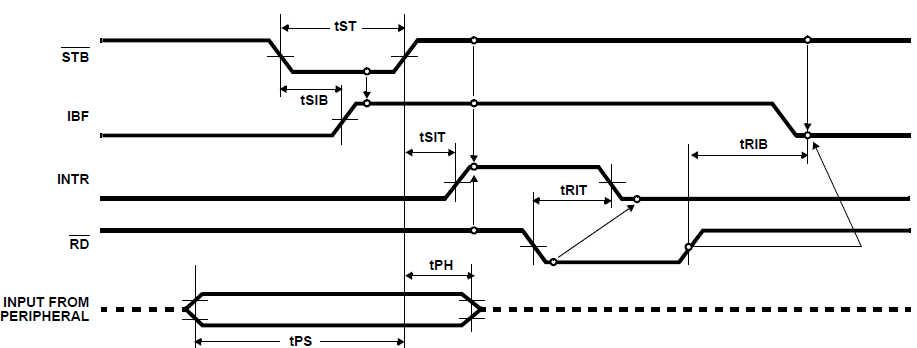 tST
STB
tSIB
IBF
tSIT
tRIB
INTR
tRIT
RD
tPH
INPUT FROM
PERIPHERAL
tPS